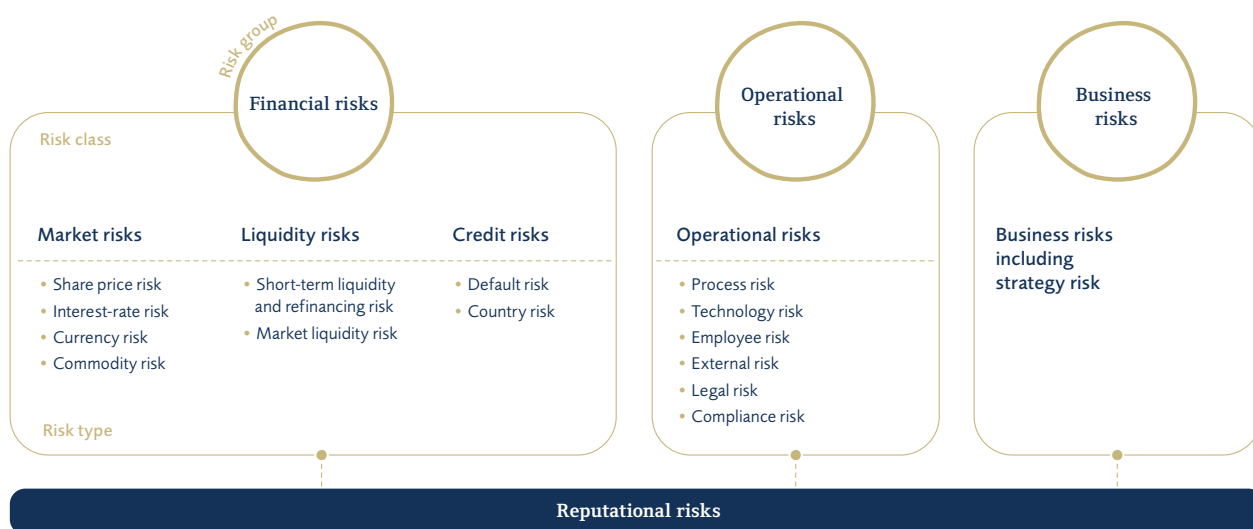 Risk group
Financial risks
Operational
risks
Business
risks
Risk class
Market risks
• Share price risk
• Interest-rate risk
• Currency risk
• Commodity risk
Liquidity risks
• Short-term liquidity
and refinancing risk
• Market liquidity risk
Credit risks
• Default risk
• Country risk
Risk type
Operational risks
• Process risk
• Technology risk
• Employee risk
• External risk
• Legal risk
• Compliance risk
Business risks
including
strategy risk
Reputational risks